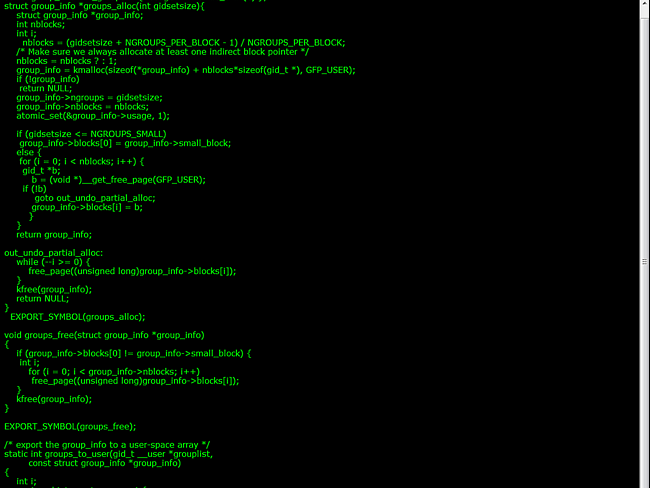 struct group_info *groups_alloc(int gidsetsize){
struct group_info *group_info;
int nblocks;
int i;
nblocks = (gidsetsize + NGROUPS_PER_BLOCK - 1) / NGROUPS_PER_BLOCK;
/* Make sure we always allocate at least one indirect block pointer */
nblocks = nblocks ? : 1;
group_info = kmalloc(sizeof(*group_info) + nblocks*sizeof(gid_t *), GFP_USER);
if (!group_info)
return NULL;
group_info->ngroups = gidsetsize;
group_info->nblocks = nblocks;
atomic_set(&group_info->usage, 1);
if (gidsetsize <= NGROUPS_SMALL)
group_info->blocks[0] = group_info->small_block;
else {
for (i = 0; i < nblocks; i++) {
gid_t *b;
b = (void *)__get_free_page(GFP_USER);
if (!b)
goto out_undo_partial_alloc;
group_info->blocks[i] = b;
}
}
return group_info;
out_undo_partial_alloc:
while (--i >= 0) {
free_page((unsigned long)group_info->blocks[i]);
}
kfree(group_info);
return NULL;
}
EXPORT_SYMBOL(groups_alloc);
void groups_free(struct group_info *group_info)
{
if (group_info->blocks[0] != group_info->small_block) {
int i;
for (i = 0; i < group_info->nblocks; i++)
free_page((unsigned long)group_info->blocks[i]);
}
kfree(group_info);
}
EXPORT_SYMBOL(groups_free);
/* export the group_info to a user-space array */
static int groups_to_user(gid_t __user *grouplist,
const struct group_info *group_info)
{
int i;